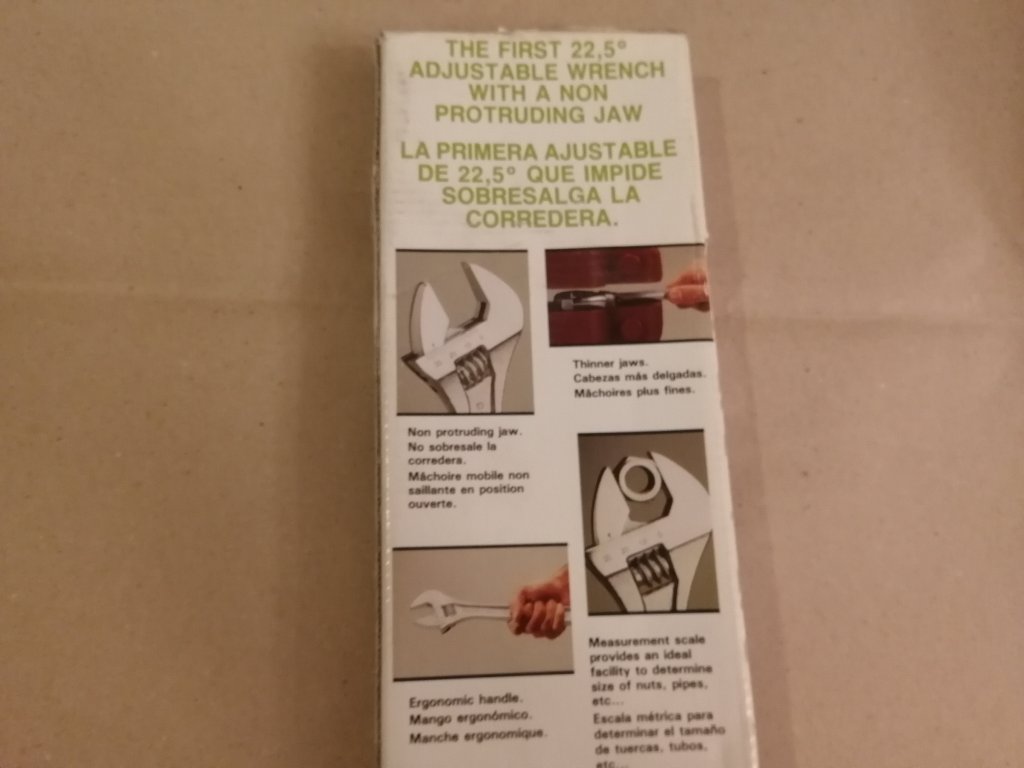 THE FIRST 22,5°
ADJUSTABLE WRENCH
WITH A NON
PROTRUDING JAW
LA PRIMERA AJUSTABLE
DE 22,5° QUE IMPIDE
SOBRESALGA LA
CORREDERA.
Non protruding jaw.
No sobresale la
corredera.
Mâchoire mobile non
saillante en position
ouverte.
Thinner jaws.
Cabezas más delgadas.
Mâchoires plus fines.
Ergonomic handle.
Mango ergonómico.
Manche ergonomique.
Measurement scale
provides an ideal
facility to determine
size of nuts, pipes,
etc...
Escala métrica para
determinar el tamaño
de tuercas, tubos,
etc...